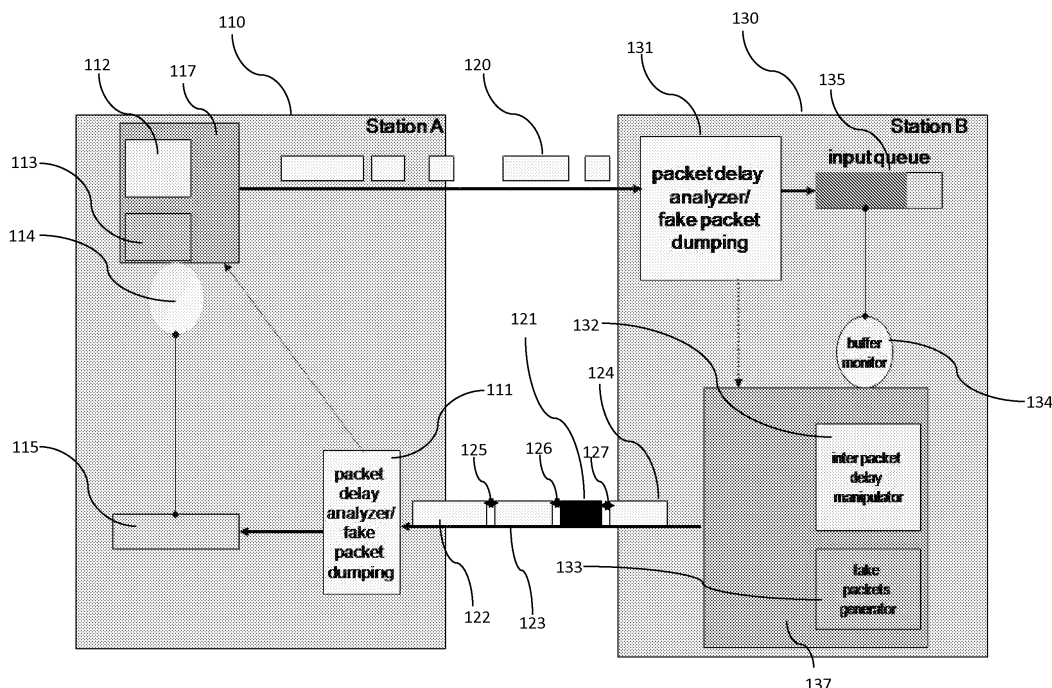 110
130
131
112
117
120
135
Station A
Station B
input queue
113
packet delay
analyzer/
fake packet
dumping
114
121
132
buffer
monitor
111
124
134
115
125
126
127
packet
delay
analyzer/
fake
packet
dumping
inter packet
delay
manipulator
133
fake
packets
generator
122
123
137